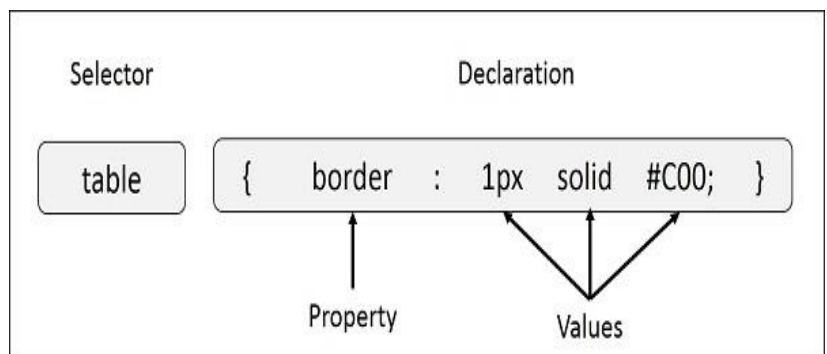 Selector Declaration
table { border : 1px solid #C00; }
Property Values